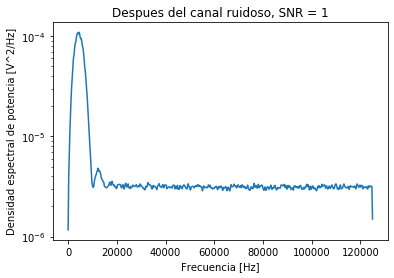 Despues del canal ruidoso, SNR = 1
Densidad espectral de potencia [V^2/Hz]
10^-4
10^-5
10^-6
0 20000 40000 60000 80000 100000 120000
Frecuencia [Hz]